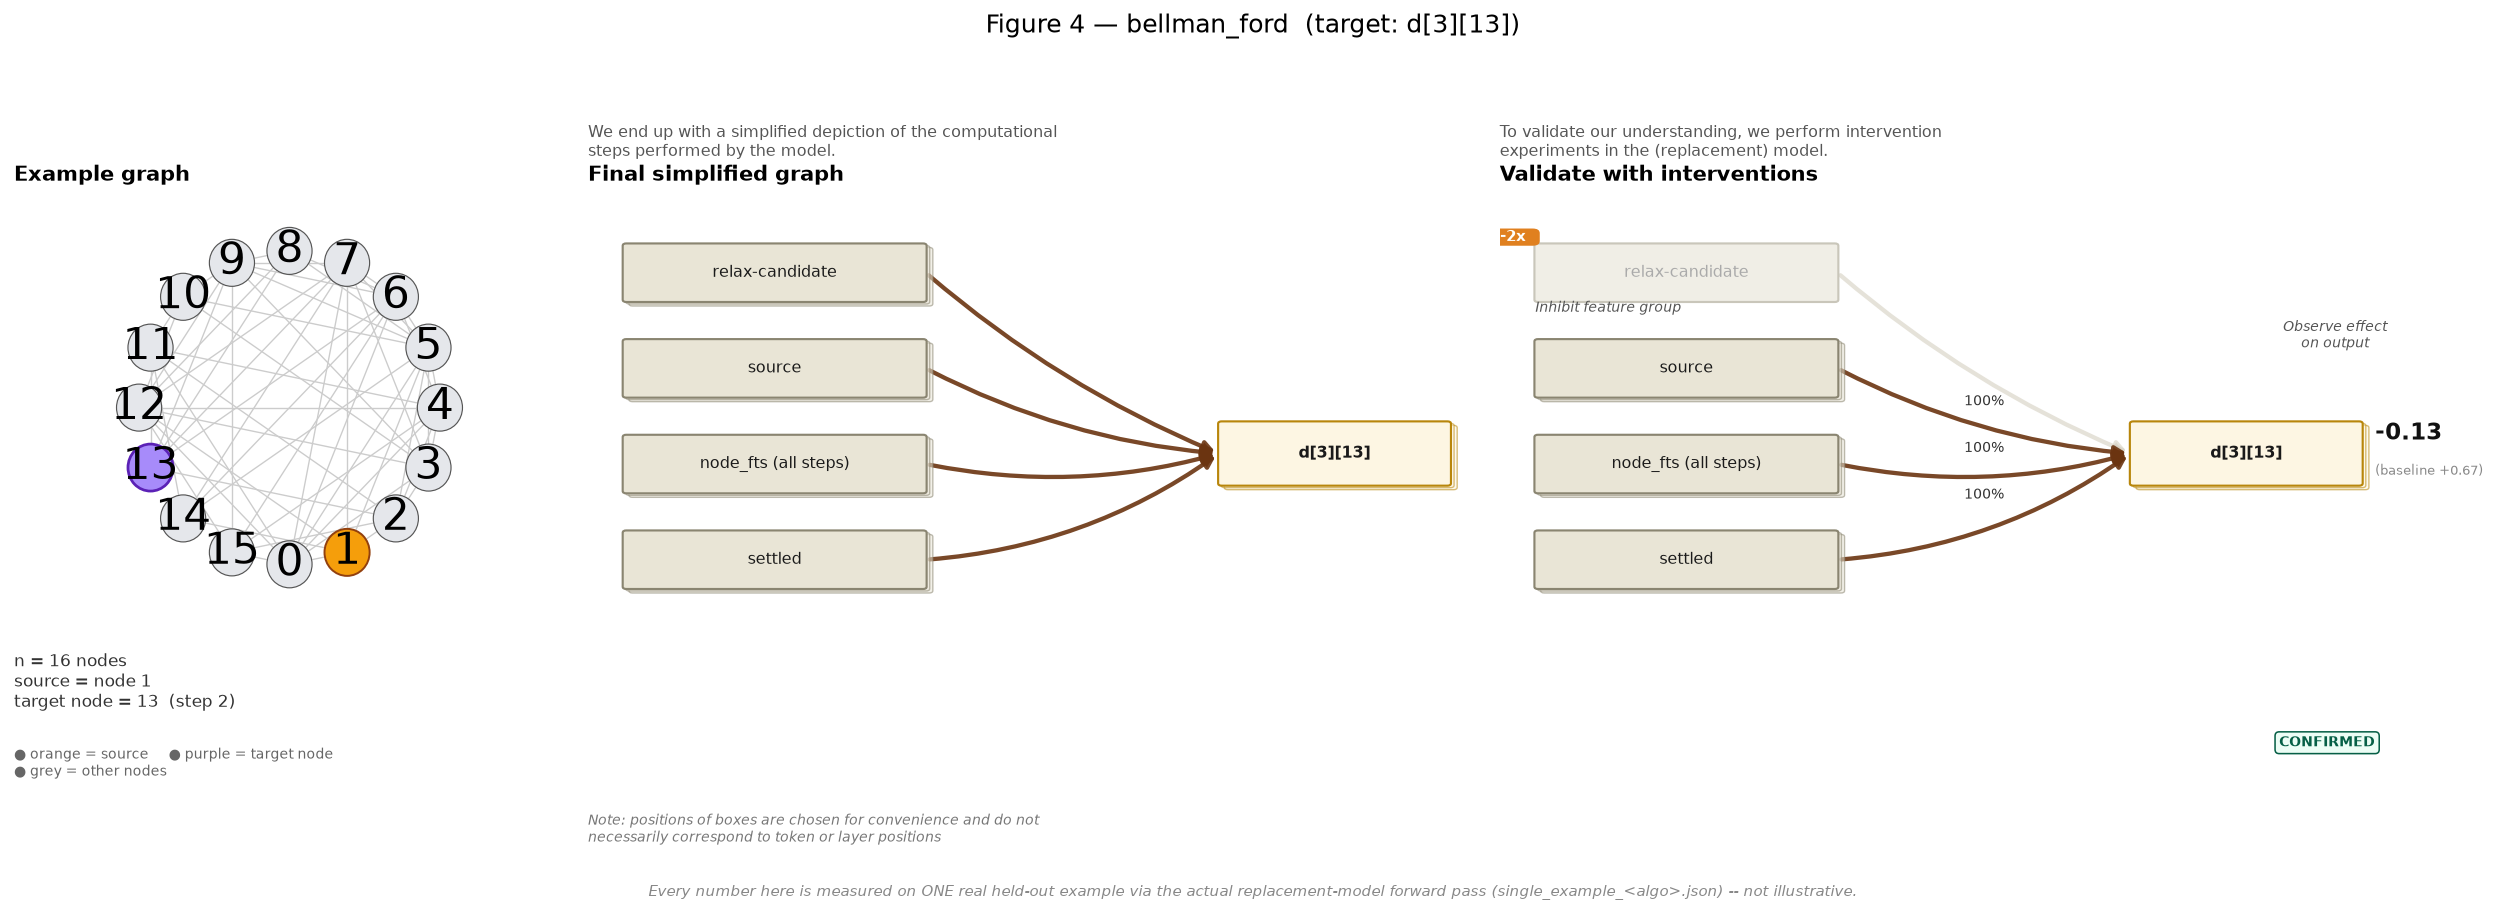 Figure 4 — bellman_ford  (target: d[3][13])
Example graph
8
9
7
10
6
11
5
12
4
13
3
14
2
15
0
1
n = 16 nodes
source = node 1
target node = 13  (step 2)
● orange = source     ● purple = target node
● grey = other nodes
We end up with a simplified depiction of the computational
steps performed by the model.
Final simplified graph
relax-candidate
source
node_fts (all steps)
settled
d[3][13]
Note: positions of boxes are chosen for convenience and do not
necessarily correspond to token or layer positions
To validate our understanding, we perform intervention
experiments in the (replacement) model.
Validate with interventions
-2x
relax-candidate
Inhibit feature group
source
node_fts (all steps)
settled
100%
100%
100%
Observe effect
on output
d[3][13]
-0.13
(baseline +0.67)
CONFIRMED
Every number here is measured on ONE real held-out example via the actual replacement-model forward pass (single_example_<algo>.json) -- not illustrative.